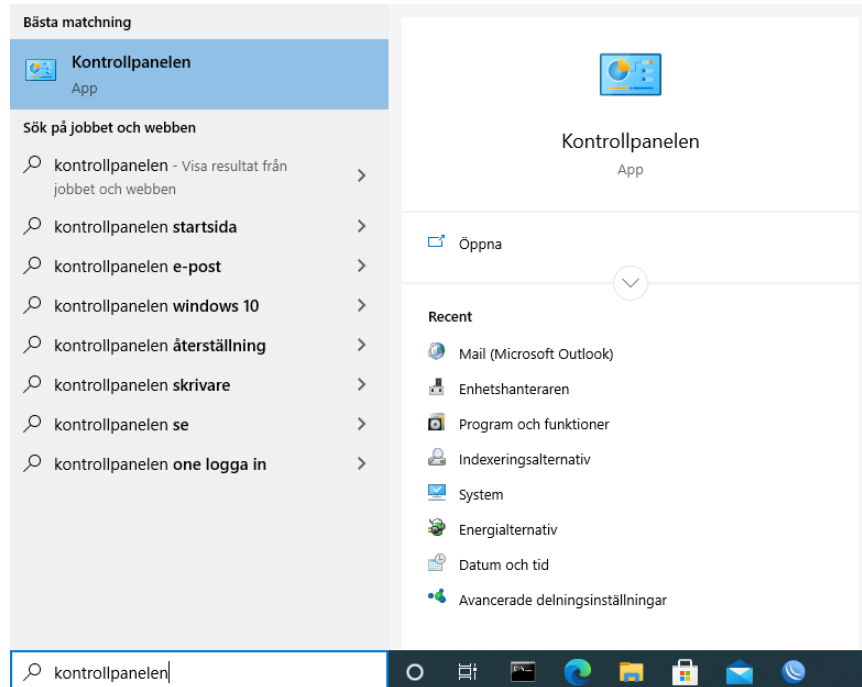 Bästa matchning
Kontrollpanelen
App
Sök på jobbet och webben
kontrollpanelen - Visa resultat från
jobbet och webben
kontrollpanelen startsida
kontrollpanelen e-post
kontrollpanelen windows 10
kontrollpanelen återställning
kontrollpanelen skrivare
kontrollpanelen se
kontrollpanelen one logga in
Kontrollpanelen
App
Öppna
Recent
Mail (Microsoft Outlook)
Enhetshanteraren
Program och funktioner
Indexeringsalternativ
System
Energialternativ
Datum och tid
Avancerade delningsinställningar
kontrollpanelen